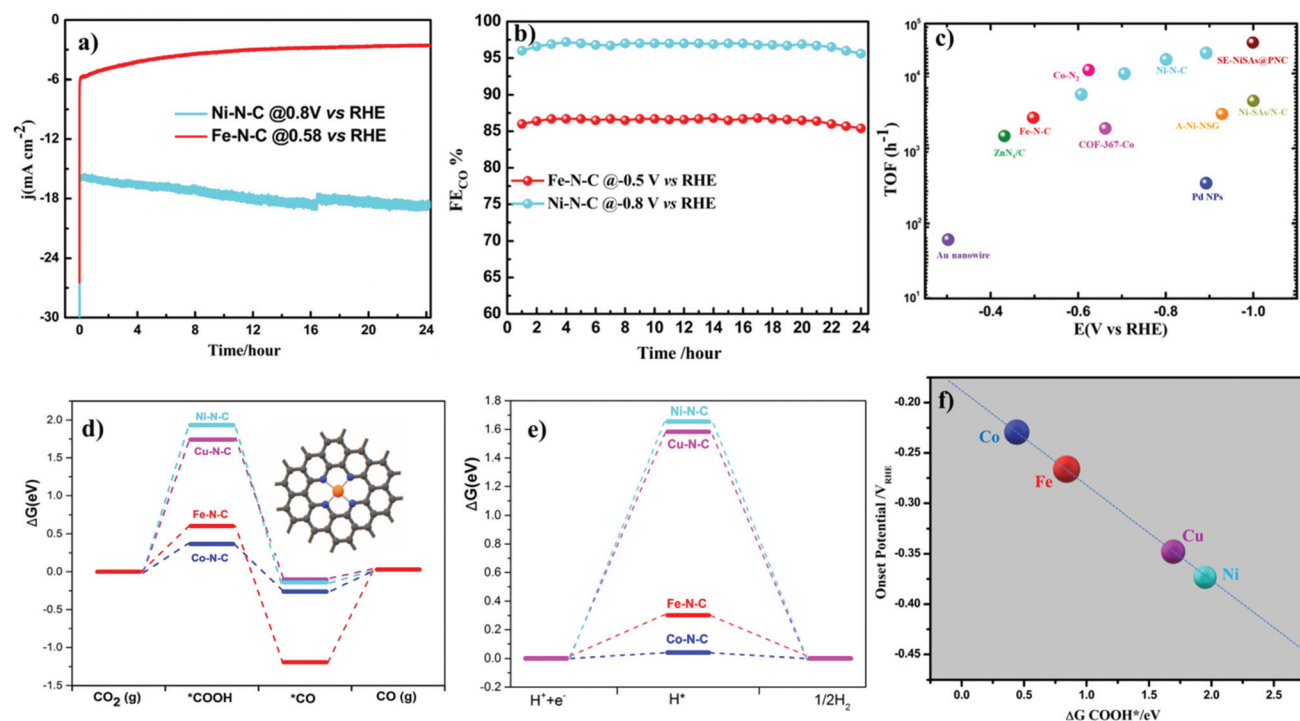 a)
0
-6
-12
-18
-24
-30
j(mA cm⁻²)
Ni-N-C @0.8V vs RHE
Fe-N-C @0.58 vs RHE
0 4 8 12 16 20 24
Time/hour
b)
100
95
90
85
80
75
70
65
60
FE_CO %
Fe-N-C @-0.5 V vs RHE
Ni-N-C @-0.8 V vs RHE
0 2 4 6 8 10 12 14 16 18 20 22 24
Time /hour
c)
10⁵
10⁴
10³
10²
10¹
TOF (h⁻¹)
SE-NiSAs@PNC
Co-N₂
Ni-N-C
Ni-SAs/N-C
Fe-N-C
A-Ni-NSG
COF-367-Co
ZnNₓ/C
Pd NPs
Au nanowire
-0.4 -0.6 -0.8 -1.0
E(V vs RHE)
d)
2.0
1.5
1.0
0.5
0.0
-0.5
-1.0
-1.5
ΔG(eV)
Ni-N-C
Cu-N-C
Fe-N-C
Co-N-C
CO₂ (g) *COOH *CO CO (g)
e)
1.8
1.6
1.4
1.2
1.0
0.8
0.6
0.4
0.2
0.0
0.2
ΔG(eV)
Ni-N-C
Cu-N-C
Fe-N-C
Co-N-C
H⁺+e⁻ H* 1/2H₂
f)
-0.20
-0.25
-0.30
-0.35
-0.40
-0.45
Onset Potential /V_RHE
Co
Fe
Cu
Ni
0.0 0.5 1.0 1.5 2.0 2.5
ΔG COOH*/eV